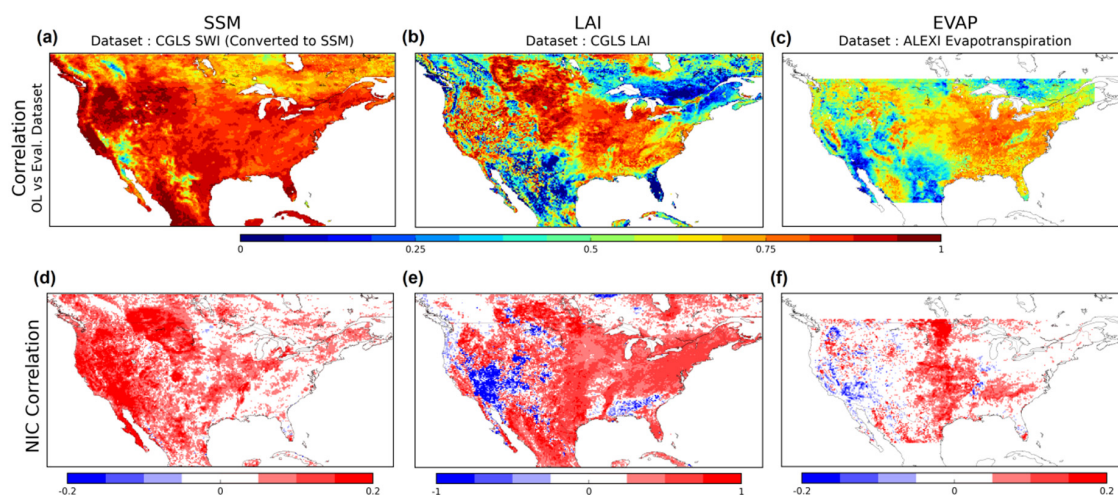 SSM
LAI
EVAP
(a)
Dataset : CGLS SWI (Converted to SSM)
(b)
Dataset : CGLS LAI
(c)
Dataset : ALEXI Evapotranspiration
Correlation
OL vs Eval. Dataset
0
0.25
0.5
0.75
1
(d)
(e)
(f)
NIC Correlation
-0.2
0
0.2
-1
0
1
-0.2
0
0.2